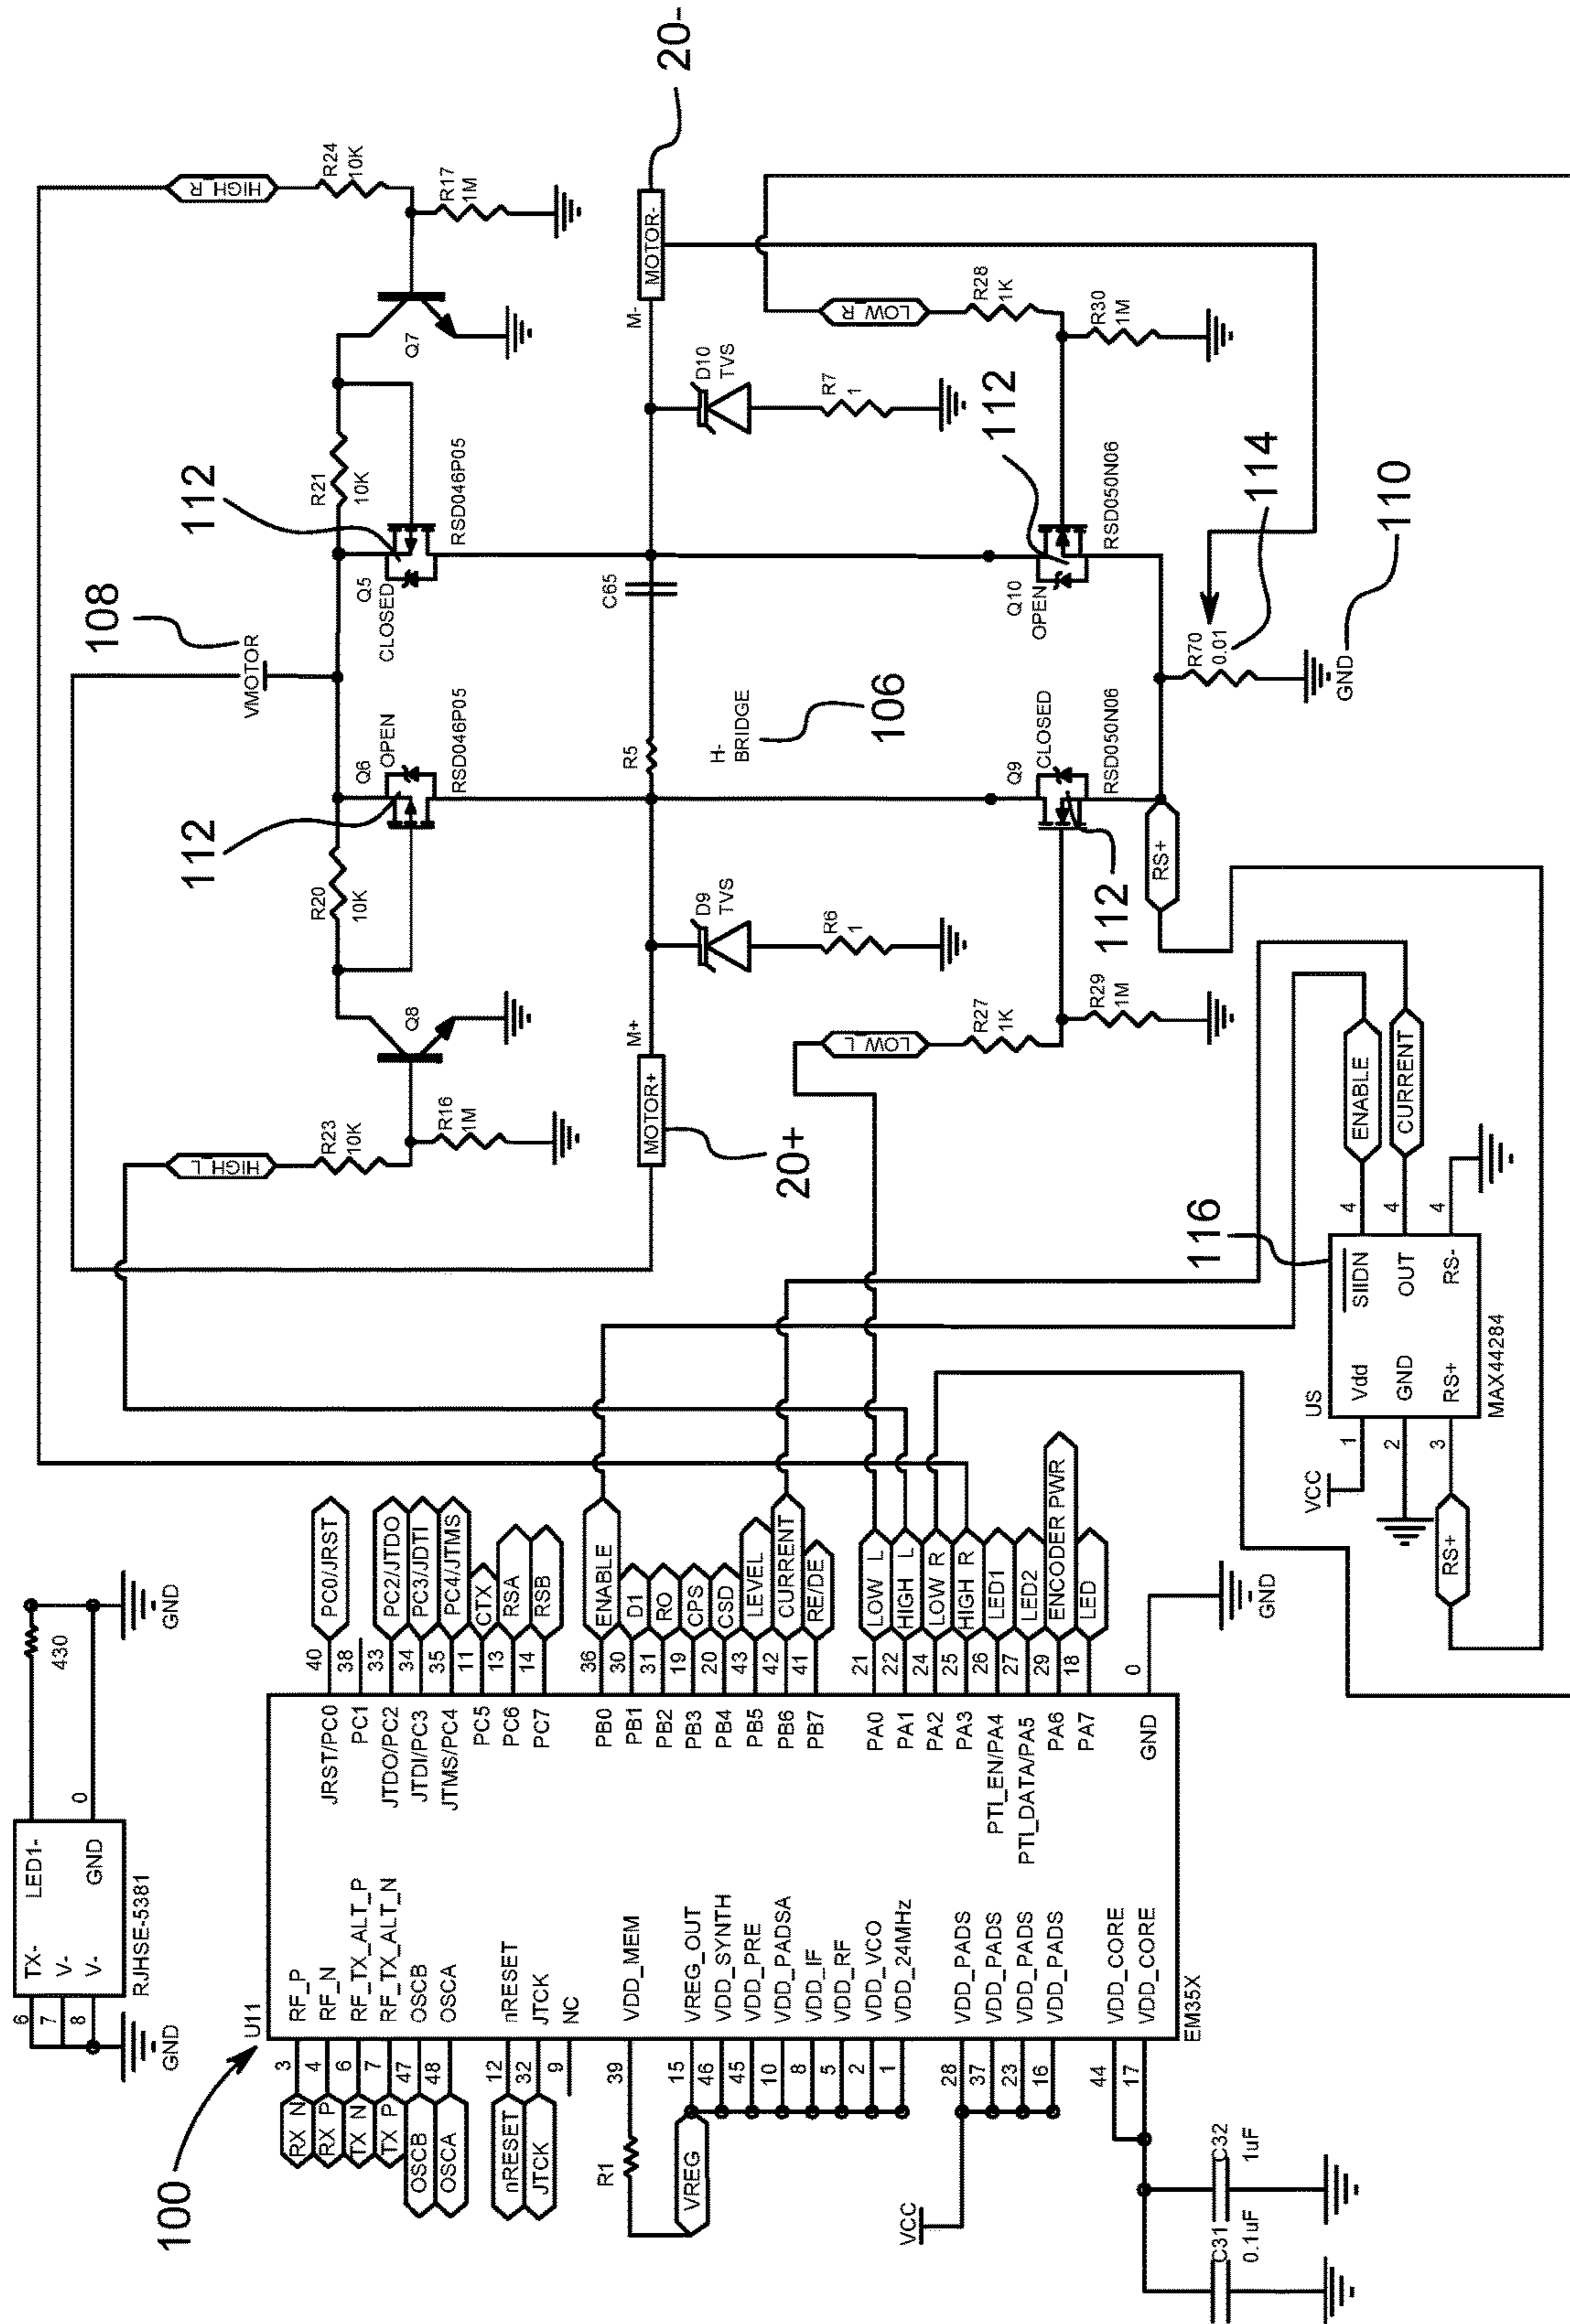 100
U11
3
4
6
7
47
48
12
32
9
39
15
46
45
10
8
5
2
1
28
37
23
16
44
17
RX N
RX P
TX N
TX P
OSCB
OSCA
nRESET
JTCK
R1
VREG
VCC
C31
0.1uF
C32
1uF
RF_P
RF_N
RF_TX_ALT_P
RF_TX_ALT_N
OSCB
OSCA
nRESET
JTCK
NC
VDD_MEM
VREG_OUT
VDD_SYNTH
VDD_PRE
VDD_PADSA
VDD_IF
VDD_RF
VDD_VCO
VDD_24MHz
VDD_PADS
VDD_PADS
VDD_PADS
VDD_PADS
VDD_CORE
VDD_CORE
EM35X
JRST/PC0
PC1
JTDO/PC2
JTDI/PC3
JTMS/PC4
PC5
PC6
PC7
PB0
PB1
PB2
PB3
PB4
PB5
PB6
PB7
PA0
PA1
PA2
PA3
PTI_EN/PA4
PTI_DATA/PA5
PA6
PA7
GND
40
38
33
34
35
11
13
14
36
30
31
19
20
43
42
41
21
22
24
25
26
27
29
18
0
PC0/JRST
PC2/JTDO
PC3/JDTI
PC4/JTMS
CTX
RSA
RSB
ENABLE
D1
RO
CPS
CSD
LEVEL
CURRENT
RE/DE
LOW L
HIGH L
LOW R
HIGH R
LED1
LED2
ENCODER PWR
LED
GND
6
7
8
TX-
V-
V-
LED1-
GND
RJHSE-5381
0
430
GND
GND
HIGH_L
R23
10K
R16
1M
Q8
R20
10K
112
Q6
OPEN
RSD046P05
VMOTOR
108
Q5
CLOSED
RSD046P05
112
R21
10K
Q7
HIGH_R
R24
10K
R17
1M
MOTOR+
20+
M+
D9
TVS
R6
1
R5
H-
BRIDGE
106
C65
D10
TVS
R7
1
M-
MOTOR-
20-
LOW_L
R27
1K
R29
1M
112
Q9
CLOSED
RSD050N06
Q10
OPEN
RSD050N06
112
LOW_R
R28
1K
R30
1M
RS+
R70
0.01
114
GND
110
116
US
VCC
1
2
3
Vdd
GND
RS+
SIIDN
OUT
RS-
4
4
4
MAX44284
ENABLE
CURRENT
RS+